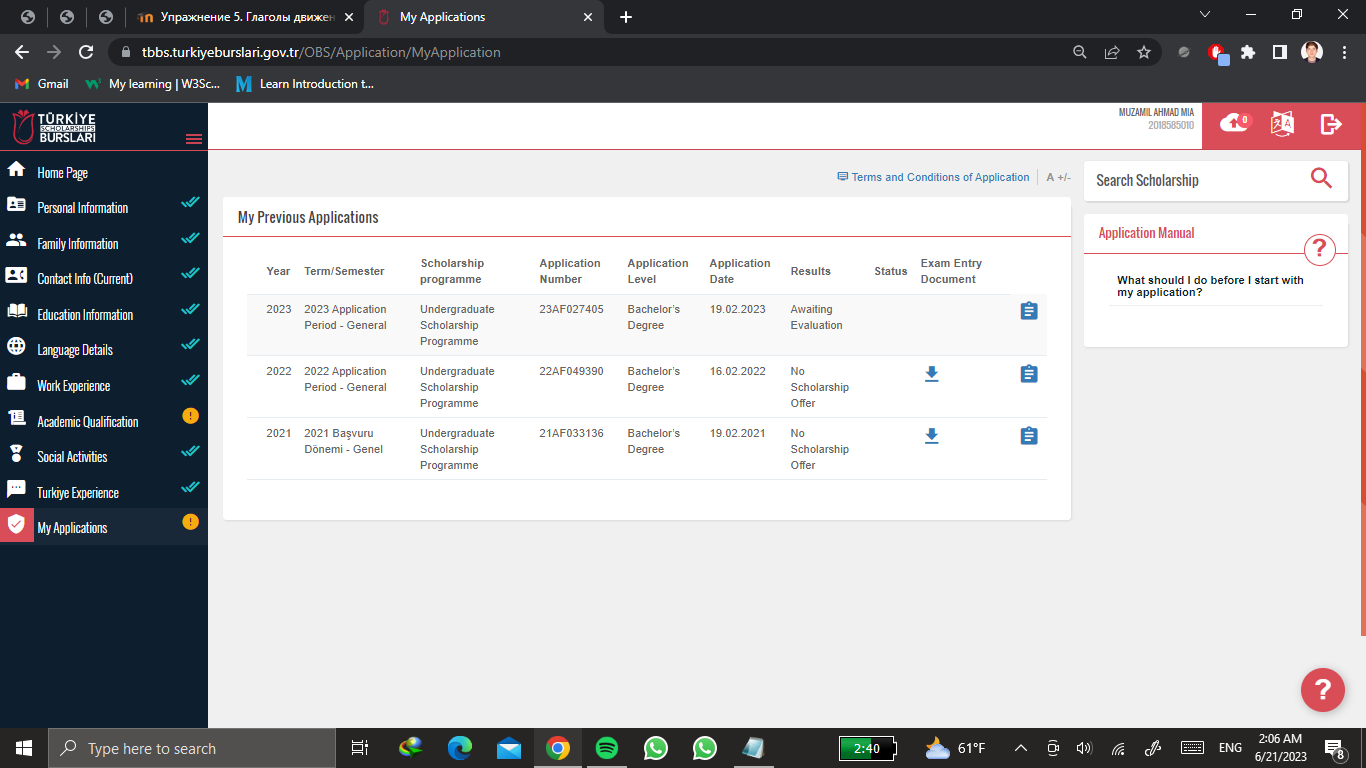 Упражнение 5. Глаголы движен
My Applications
tbbs.turkiyeburslari.gov.tr/OBS/Application/MyApplication
Gmail
My learning | W3Sc...
Learn Introduction t...
TÜRKİYE
SCHOLARSHIPS
BURSLARI
MUZAMIL AHMAD MIA
2018585010
0
Home Page
Personal Information
Family Information
Contact Info (Current)
Education Information
Language Details
Work Experience
Academic Qualification
Social Activities
Turkiye Experience
My Applications
Terms and Conditions of Application
A +/-
My Previous Applications
Year Term/Semester Scholarship programme Application Number Application Level Application Date Results Status Exam Entry Document
2023 2023 Application Period - General Undergraduate Scholarship Programme 23AF027405 Bachelor's Degree 19.02.2023 Awaiting Evaluation
2022 2022 Application Period - General Undergraduate Scholarship Programme 22AF049390 Bachelor's Degree 16.02.2022 No Scholarship Offer
2021 2021 Başvuru Dönemi - Genel Undergraduate Scholarship Programme 21AF033136 Bachelor's Degree 19.02.2021 No Scholarship Offer
Search Scholarship
Application Manual
?
What should I do before I start with
my application?
?
Type here to search
2:40
61°F
ENG
2:06 AM
6/21/2023
8